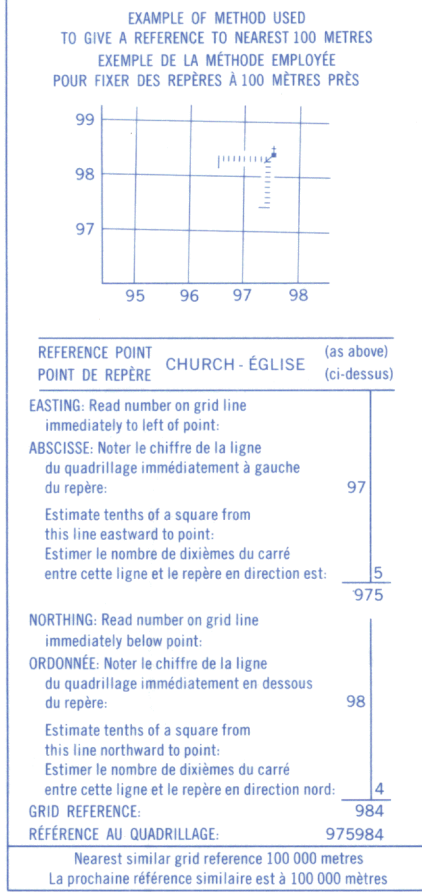 EXAMPLE OF METHOD USED
TO GIVE A REFERENCE TO NEAREST 100 METRES
EXEMPLE DE LA MÉTHODE EMPLOYÉE
POUR FIXER DES REPÈRES À 100 MÈTRES PRÈS
99
98
97
95 96 97 98
REFERENCE POINT
POINT DE REPÈRE
CHURCH - ÉGLISE
(as above)
(ci-dessus)
EASTING: Read number on grid line
immediately to left of point:
ABSCISSE: Noter le chiffre de la ligne
du quadrillage immédiatement à gauche
du repère: 97
Estimate tenths of a square from
this line eastward to point:
Estimer le nombre de dixièmes du carré
entre cette ligne et le repère en direction est: 5
975
NORTHING: Read number on grid line
immediately below point:
ORDONNÉE: Noter le chiffre de la ligne
du quadrillage immédiatement en dessous
du repère: 98
Estimate tenths of a square from
this line northward to point:
Estimer le nombre de dixièmes du carré
entre cette ligne et le repère en direction nord: 4
GRID REFERENCE: 984
RÉFÉRENCE AU QUADRILLAGE: 975984
Nearest similar grid reference 100 000 metres
La prochaine référence similaire est à 100 000 mètres